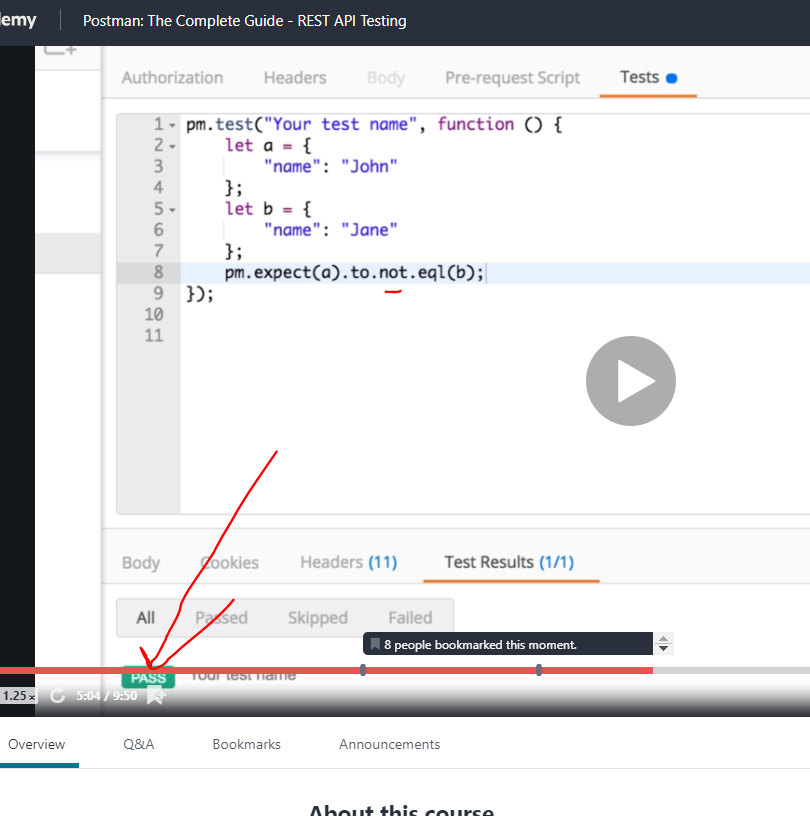 demy Postman: The Complete Guide - REST API Testing
Authorization Headers Body Pre-request Script Tests
1 pm.test("Your test name", function () {
2 let a = {
3 "name": "John"
4 };
5 let b = {
6 "name": "Jane"
7 };
8 pm.expect(a).to.not.eql(b);
9 });
10
11
Body Cookies Headers (11) Test Results (1/1)
All Passed Skipped Failed
8 people bookmarked this moment.
PASS Your test name
1.25x 5:04 / 9:50
Overview Q&A Bookmarks Announcements
About this course